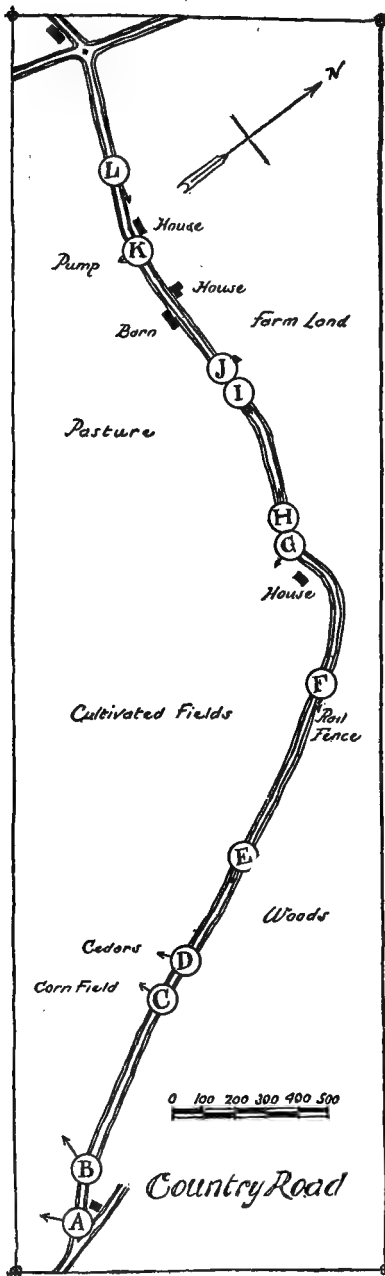 N
L
House
K
Pump
House
Barn
Farm Land
J
I
Pasture
H
G
House
F
Cultivated Fields
Rail
Fence
E
Woods
Cedars
D
Corn Field
C
0 100 200 300 400 500
B
Country Road
A